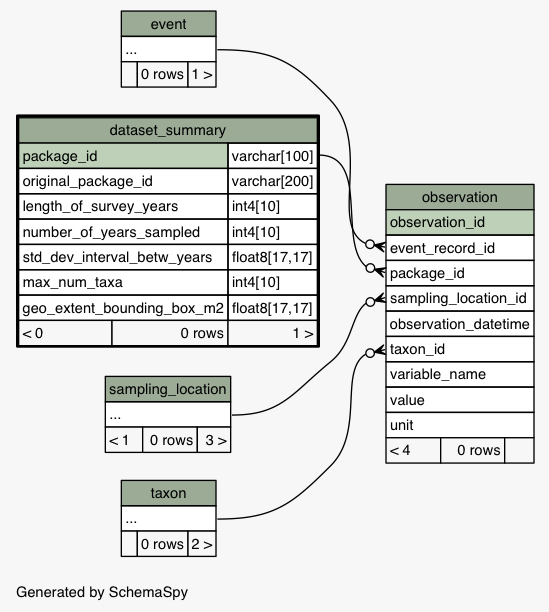 event
...
0 rows 1 >
dataset_summary
package_id varchar[100]
original_package_id varchar[200]
length_of_survey_years int4[10]
number_of_years_sampled int4[10]
std_dev_interval_betw_years float8[17,17]
max_num_taxa int4[10]
geo_extent_bounding_box_m2 float8[17,17]
< 0 0 rows 1 >
observation
observation_id
event_record_id
package_id
sampling_location_id
observation_datetime
taxon_id
variable_name
value
unit
< 4 0 rows
sampling_location
...
< 1 0 rows 3 >
taxon
...
0 rows 2 >
Generated by SchemaSpy